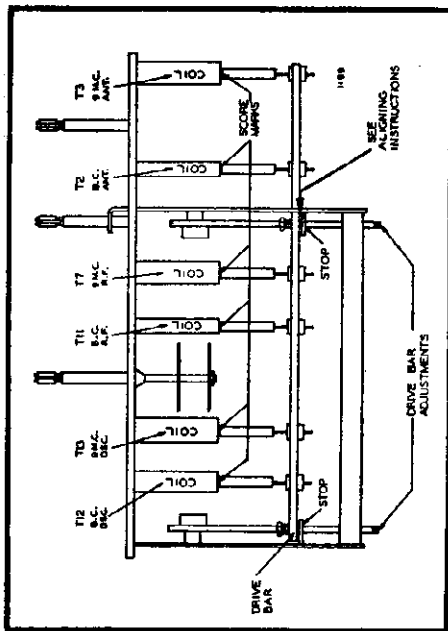 T12
B.C.
OSC.
T13
9 M.C.
OSC.
T11
B.C.
R.F.
T7
9 M.C.
R.F.
T2
B.C.
ANT.
T3
9 M.C.
ANT.
COIL
COIL
COIL
COIL
COIL
COIL
SCORE
MARKS
STOP
STOP
DRIVE
BAR
SEE
ALIGNING
INSTRUCTIONS
DRIVE BAR
ADJUSTMENTS